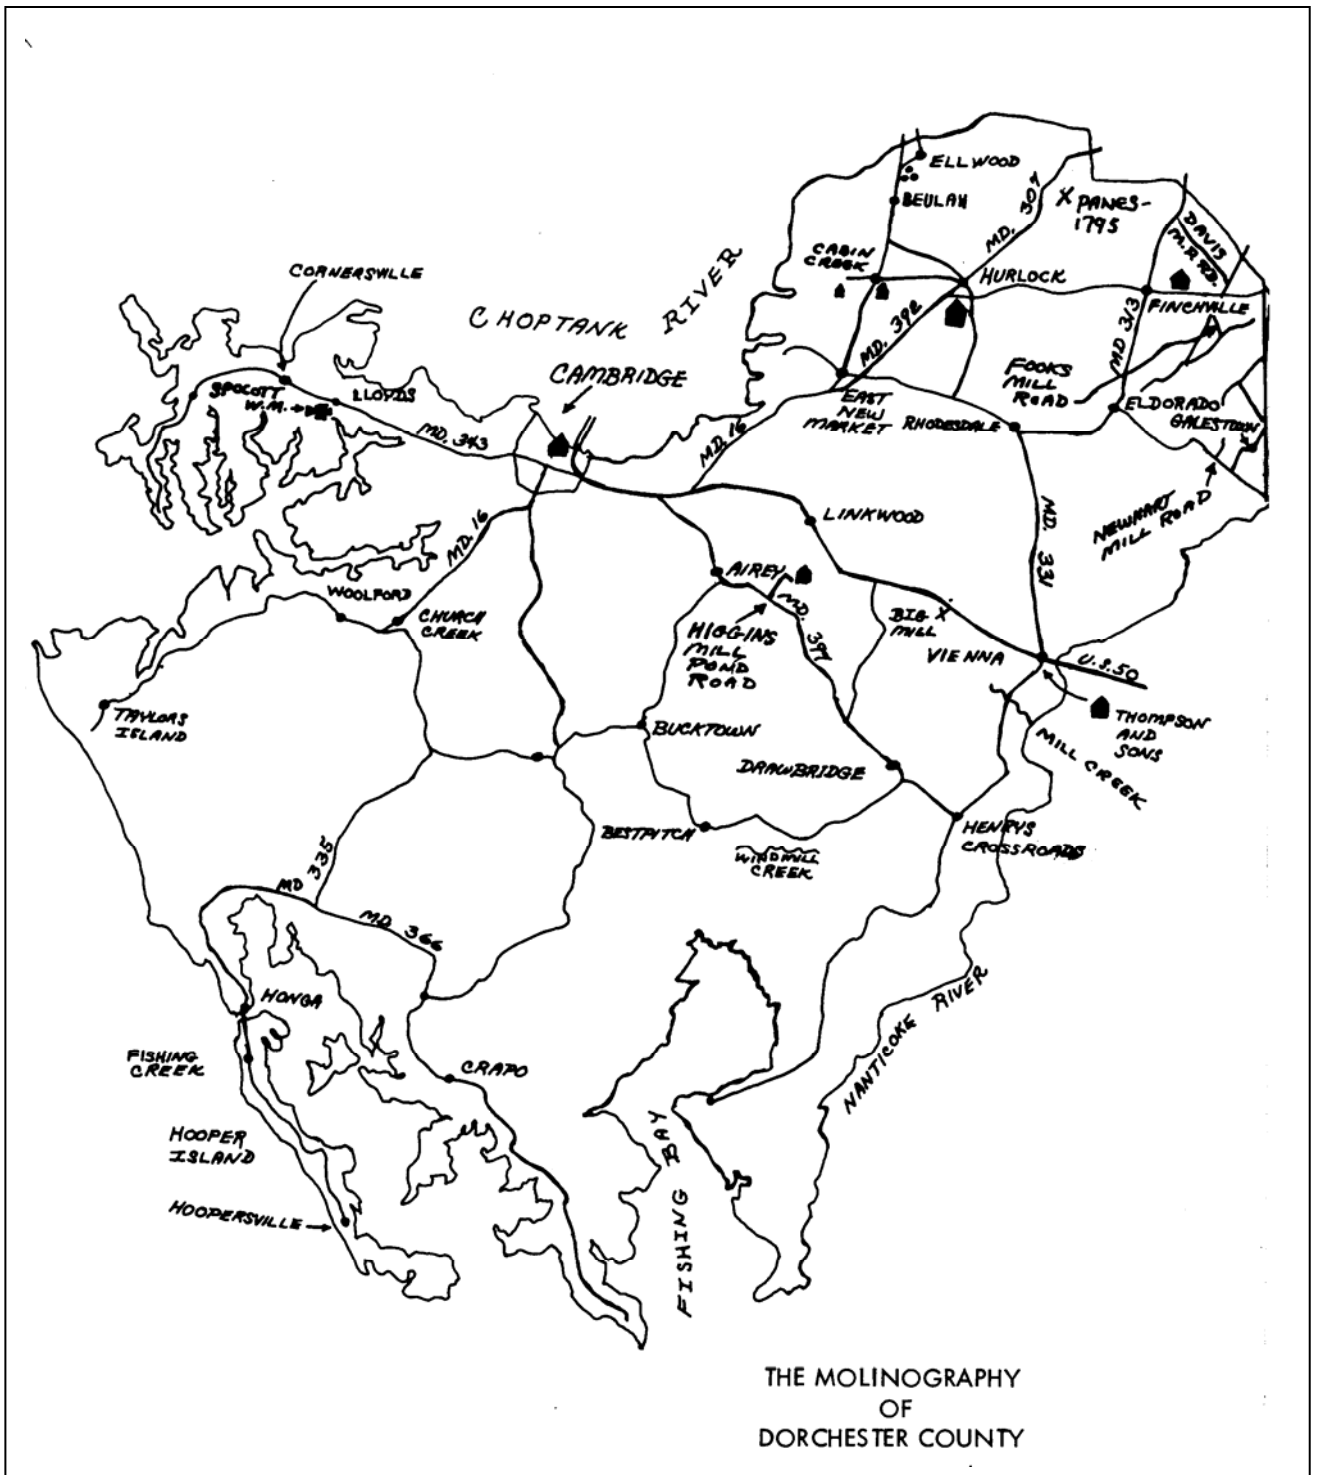 ELLWOOD
BEULAH
MD. 307
X PANES-
1795
DAVIS
M.P. RD.
CABIN
CREEK
HURLOCK
FINCHVILLE
MD 313
MD. 392
CORNERSVILLE
CHOPTANK RIVER
CAMBRIDGE
SPOCOTT
W.M.
LLOYDS
MD. 343
EAST
NEW
MARKET
RHODESDALE
FOOKS
MILL
ROAD
ELDORADO
GALESTOWN
MD. 16
NEWHART
MILL ROAD
LINKWOOD
MD. 331
MD. 16
WOOLFORD
CHURCH
CREEK
AIREY
MD. 397
HIGGINS
MILL
POND
ROAD
BIG X
MILL
VIENNA
U.S. 50
THOMPSON
AND
SONS
MILL CREEK
TAYLORS
ISLAND
BUCKTOWN
DRAWBRIDGE
BESTPITCH
WINDMILL
CREEK
HENRYS
CROSSROADS
MD 335
MD. 366
HONGA
FISHING
CREEK
CRAPO
NANTICOKE RIVER
HOOPER
ISLAND
HOOPERSVILLE
FISHING BAY
THE MOLINOGRAPHY
OF
DORCHESTER COUNTY